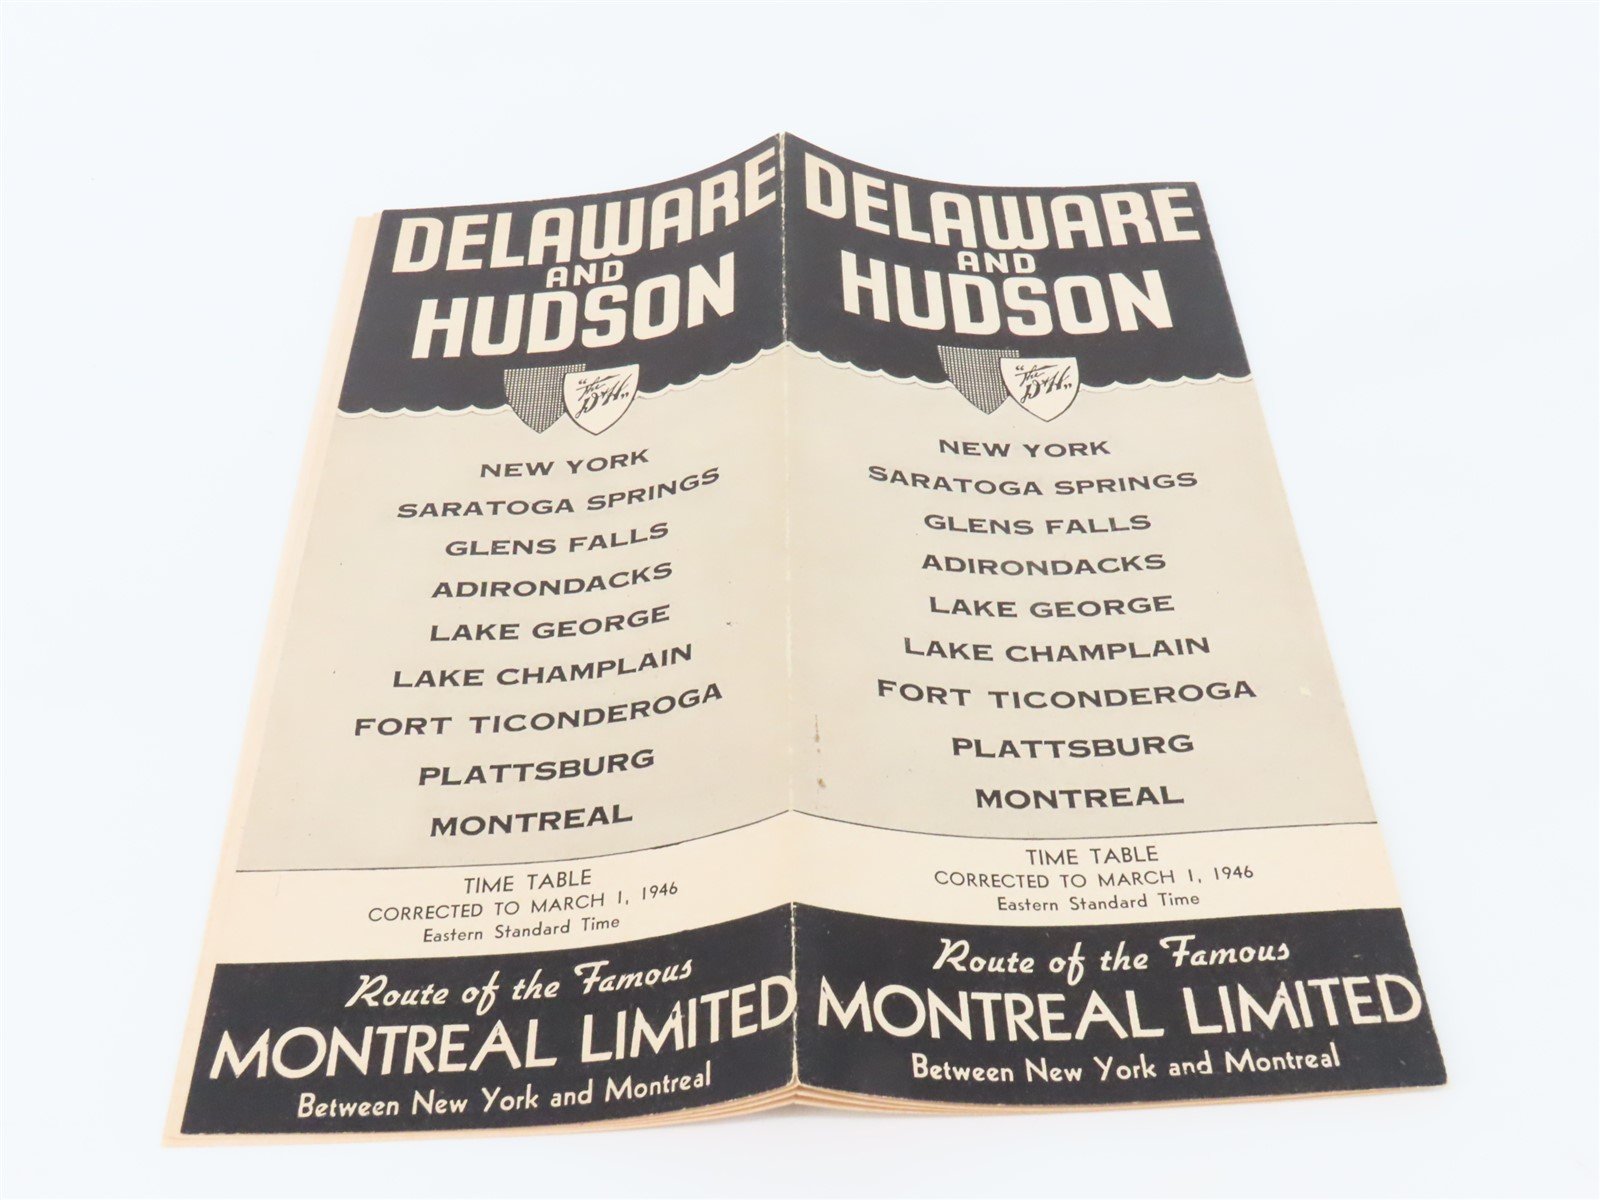 DELAWARE
AND
HUDSON
"The
D&H"
NEW YORK
SARATOGA SPRINGS
GLENS FALLS
ADIRONDACKS
LAKE GEORGE
LAKE CHAMPLAIN
FORT TICONDEROGA
PLATTSBURG
MONTREAL
TIME TABLE
CORRECTED TO MARCH 1, 1946
Eastern Standard Time
Route of the Famous
MONTREAL LIMITED
Between New York and Montreal
DELAWARE
AND
HUDSON
"The
D&H"
NEW YORK
SARATOGA SPRINGS
GLENS FALLS
ADIRONDACKS
LAKE GEORGE
LAKE CHAMPLAIN
FORT TICONDEROGA
PLATTSBURG
MONTREAL
TIME TABLE
CORRECTED TO MARCH 1, 1946
Eastern Standard Time
Route of the Famous
MONTREAL LIMITED
Between New York and Montreal